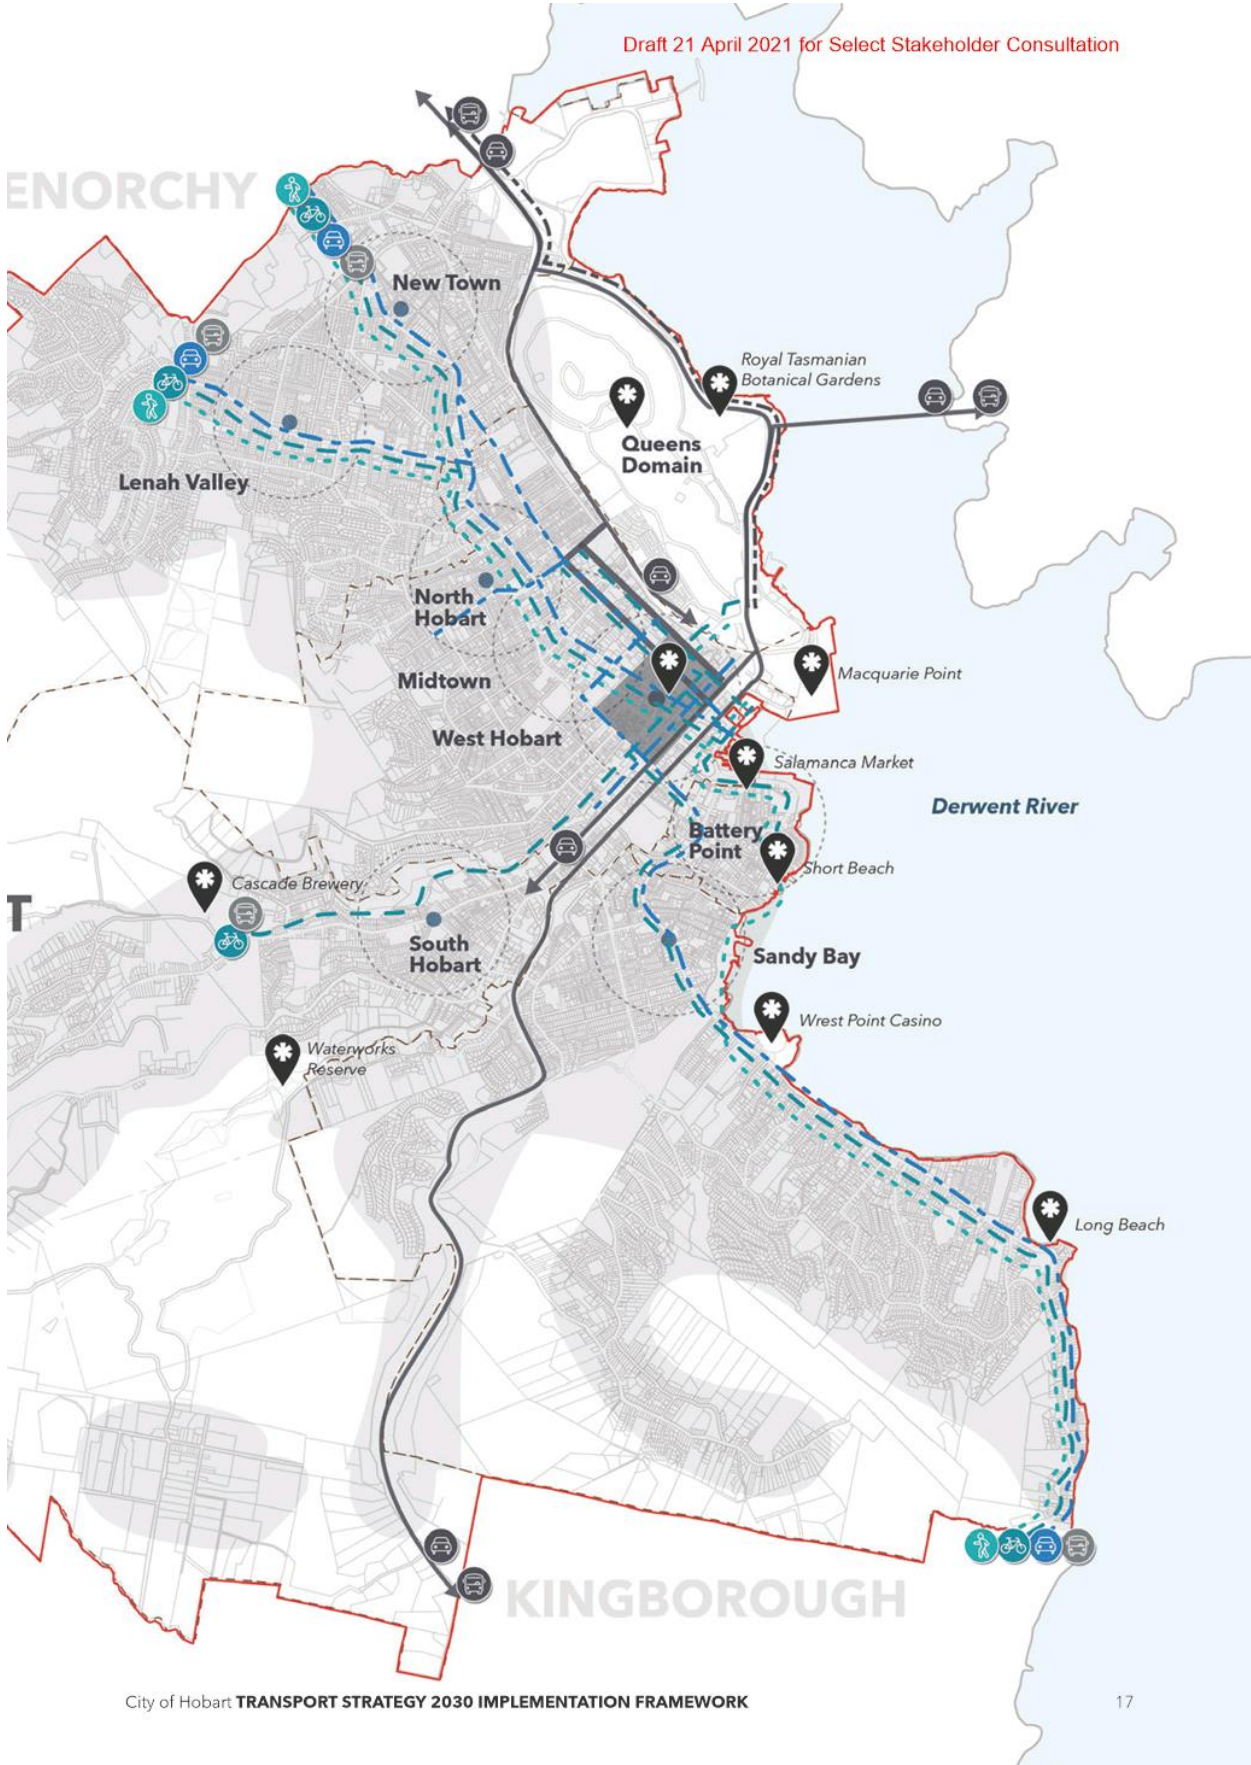 Draft 21 April 2021 for Select Stakeholder Consultation
ENORCHY
New Town
Royal Tasmanian
Botanical Gardens
Queens
Domain
Lenah Valley
North
Hobart
Macquarie Point
Midtown
West Hobart
Salamanca Market
Derwent River
Battery
Point
Short Beach
Cascade Brewery
T
South
Hobart
Sandy Bay
Wrest Point Casino
Waterworks
Reserve
Long Beach
KINGBOROUGH
City of Hobart TRANSPORT STRATEGY 2030 IMPLEMENTATION FRAMEWORK
17